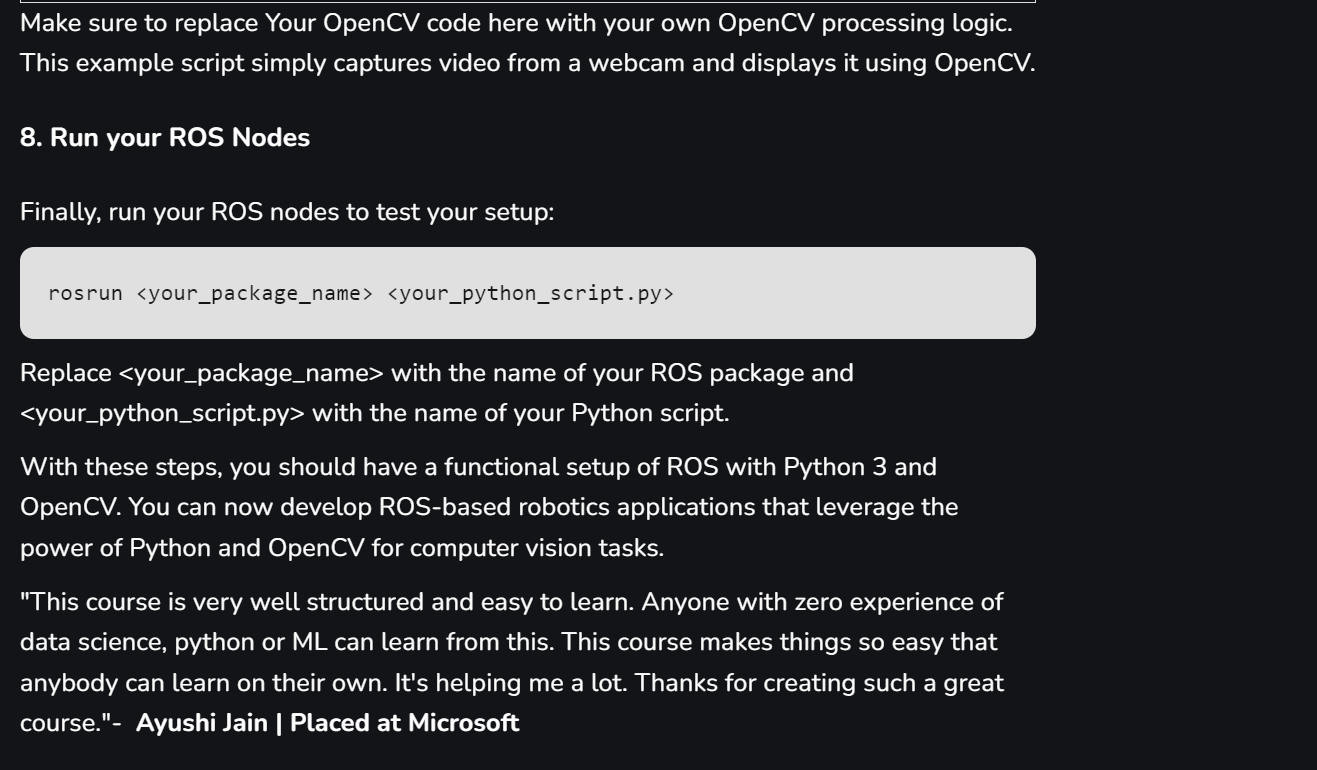 Make sure to replace Your OpenCV code here with your own OpenCV processing logic.
This example script simply captures video from a webcam and displays it using OpenCV.
8. Run your ROS Nodes
Finally, run your ROS nodes to test your setup:
rosrun <your_package_name> <your_python_script.py>
Replace <your_package_name> with the name of your ROS package and
<your_python_script.py> with the name of your Python script.
With these steps, you should have a functional setup of ROS with Python 3 and
OpenCV. You can now develop ROS-based robotics applications that leverage the
power of Python and OpenCV for computer vision tasks.
"This course is very well structured and easy to learn. Anyone with zero experience of
data science, python or ML can learn from this. This course makes things so easy that
anybody can learn on their own. It's helping me a lot. Thanks for creating such a great
course."- Ayushi Jain | Placed at Microsoft